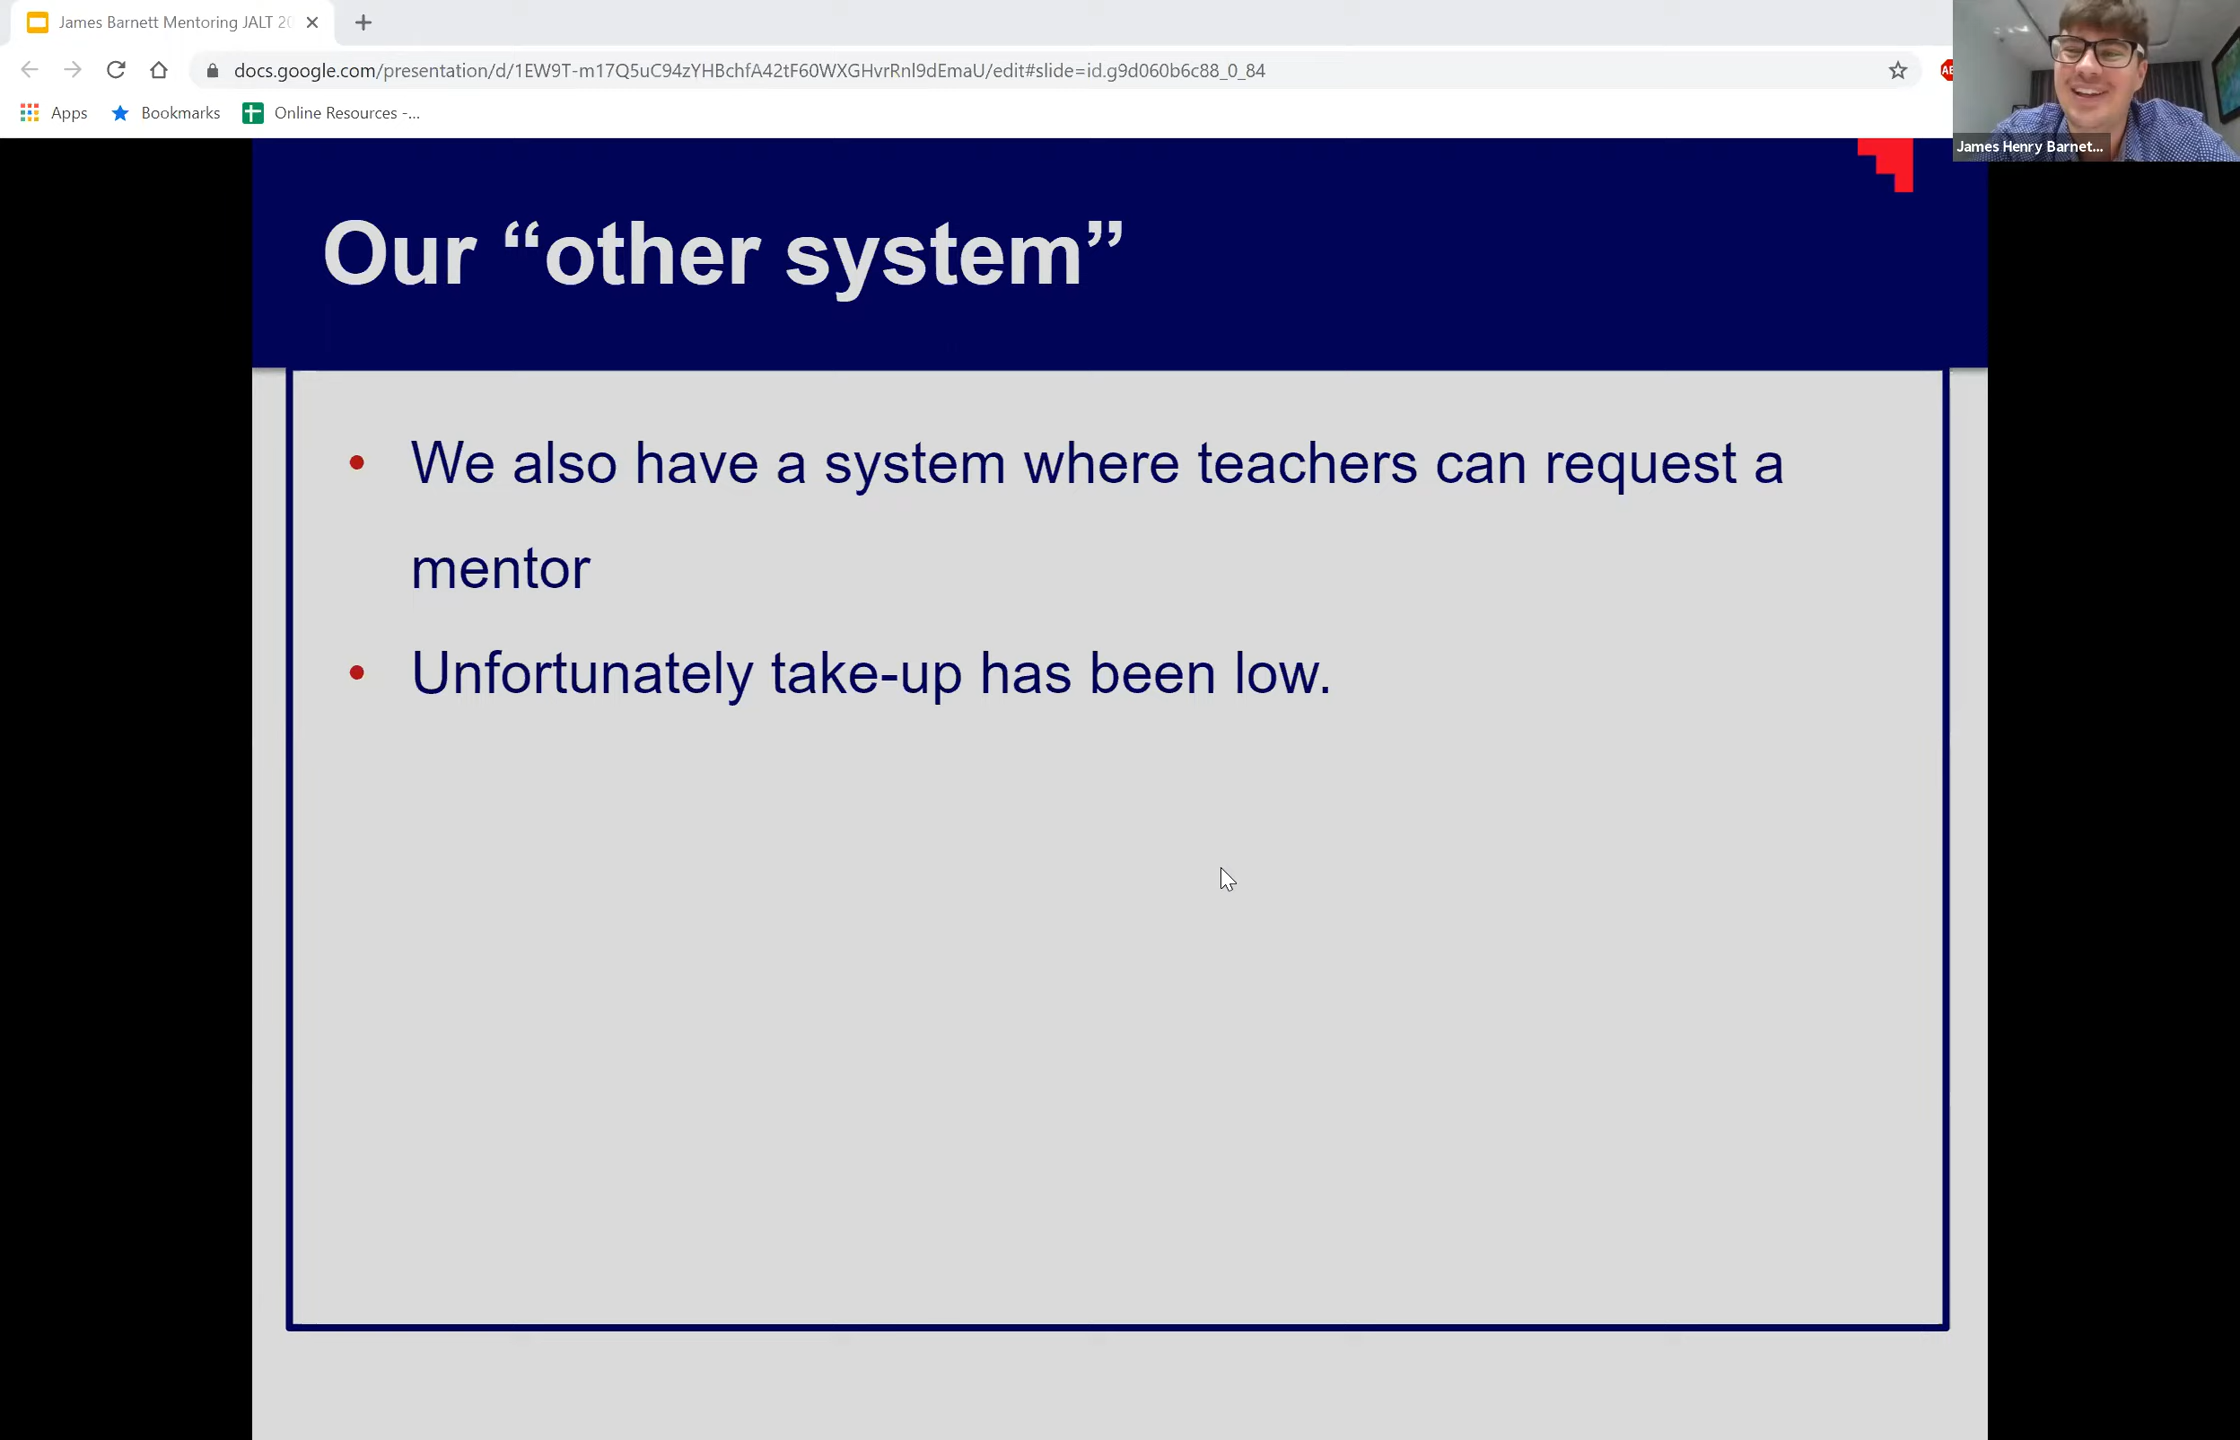 James Barnett Mentoring JALT 20
docs.google.com/presentation/d/1EW9T-m17Q5uC94zYHBchfA42tF60WXGHvrRnl9dEmaU/edit#slide=id.g9d060b6c88_0_84
Apps Bookmarks Online Resources -...
James Henry Barnet...
Our “other system”
• We also have a system where teachers can request a
mentor
• Unfortunately take-up has been low.